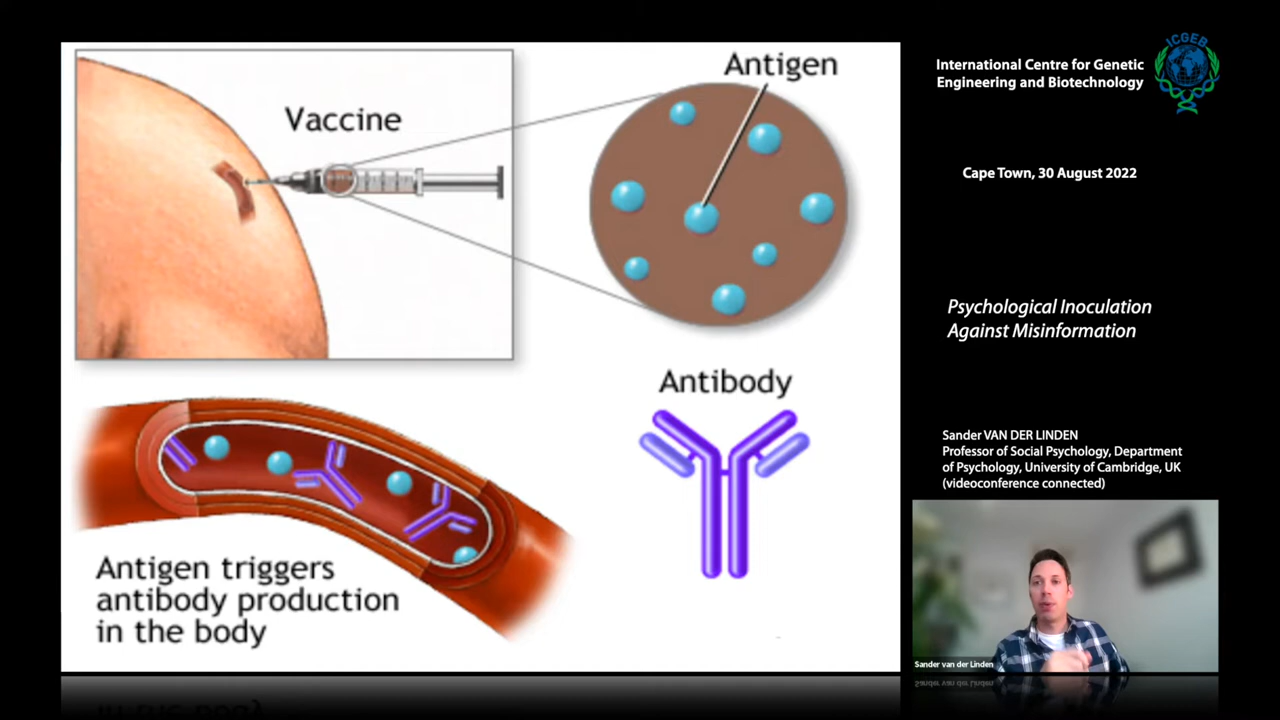 Vaccine
Antigen
Antibody
Antigen triggers
antibody production
in the body
International Centre for Genetic
Engineering and Biotechnology
ICGEB
Cape Town, 30 August 2022
Psychological Inoculation
Against Misinformation
Sander VAN DER LINDEN
Professor of Social Psychology, Department
of Psychology, University of Cambridge, UK
(videoconference connected)
Sander van der Linden